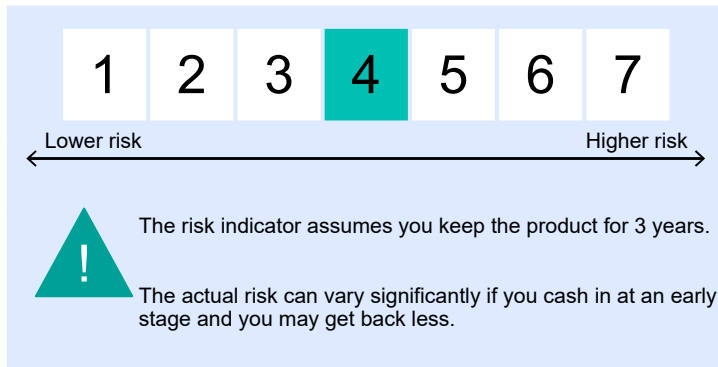 1 2 3 4 5 6 7
Lower risk Higher risk
!
The risk indicator assumes you keep the product for 3 years.
The actual risk can vary significantly if you cash in at an early
stage and you may get back less.